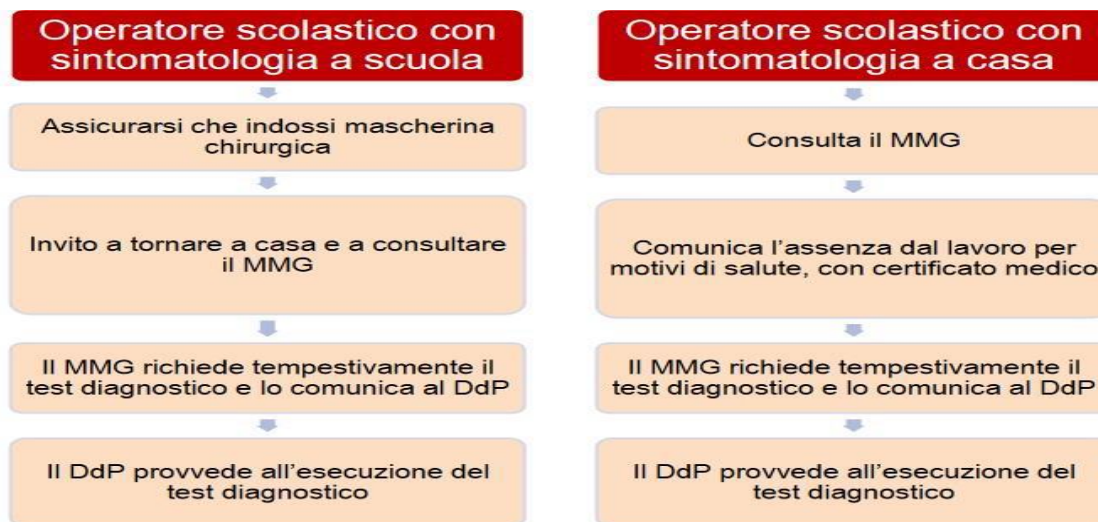 Operatore scolastico con
sintomatologia a scuola
Assicurarsi che indossi mascherina
chirurgica
Invito a tornare a casa e a consultare
il MMG
Il MMG richiede tempestivamente il
test diagnostico e lo comunica al DdP
Il DdP provvede all'esecuzione del
test diagnostico
Operatore scolastico con
sintomatologia a casa
Consulta il MMG
Comunica l'assenza dal lavoro per
motivi di salute, con certificato medico
Il MMG richiede tempestivamente il
test diagnostico e lo comunica al DdP
Il DdP provvede all'esecuzione del
test diagnostico